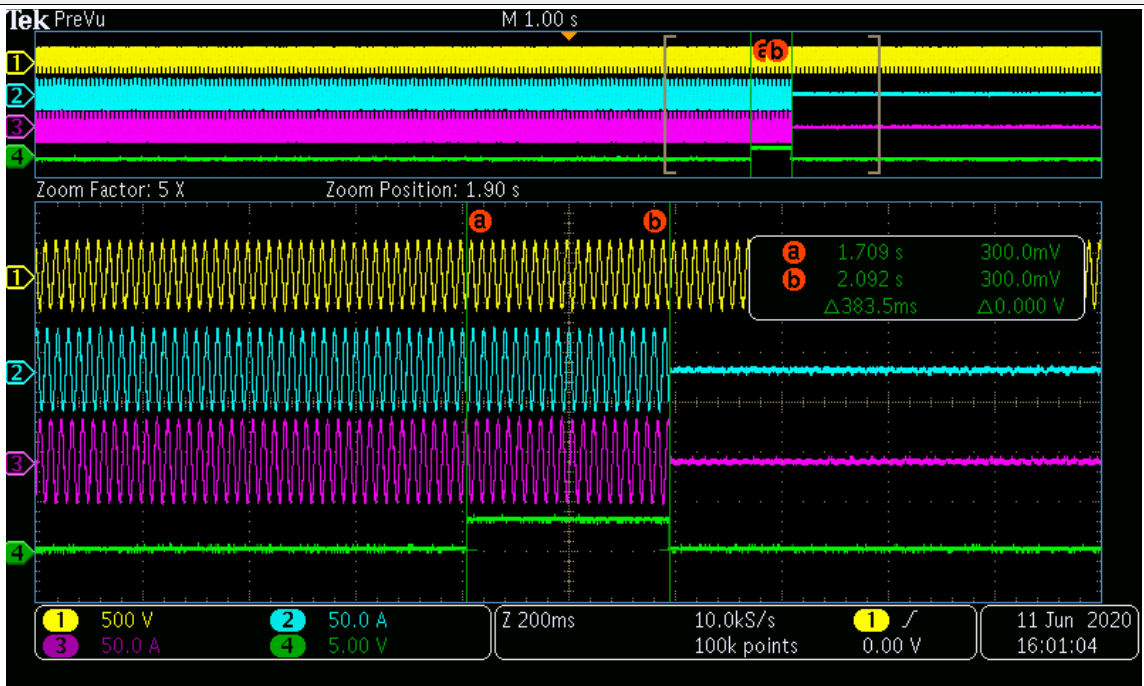 Tek PreVu M 1.00 s
a b
1
2
3
4
Zoom Factor: 5 X Zoom Position: 1.90 s
a b
a 1.709 s 300.0mV
b 2.092 s 300.0mV
△383.5ms △0.000 V
1
2
3
4
1 500 V 2 50.0 A Z 200ms 10.0kS/s 1 11 Jun 2020
3 50.0 A 4 5.00 V 100k points 0.00 V 16:01:04